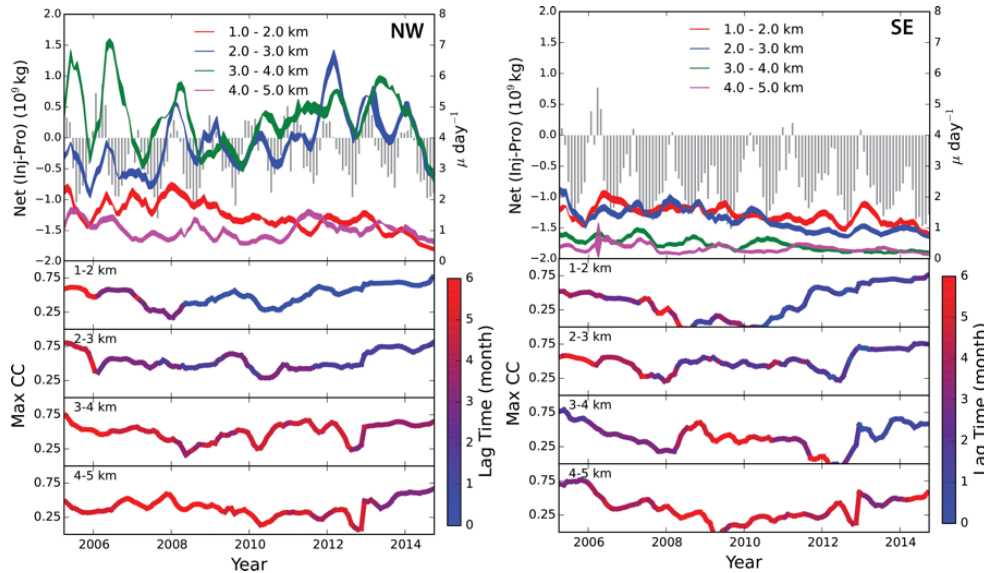 NW
1.0 - 2.0 km
2.0 - 3.0 km
3.0 - 4.0 km
4.0 - 5.0 km
Net (Inj-Pro) (10⁹ kg)
2.0
1.5
1.0
0.5
0.0
−0.5
−1.0
−1.5
−2.0
8
7
6
5
4
3
2
1
0
μ day⁻¹
1-2 km
0.75
0.25
2-3 km
0.75
0.25
3-4 km
0.75
0.25
4-5 km
0.75
0.25
Max CC
2006 2008 2010 2012 2014
Year
6
5
4
3
2
1
0
Lag Time (month)
SE
1.0 - 2.0 km
2.0 - 3.0 km
3.0 - 4.0 km
4.0 - 5.0 km
Net (Inj-Pro) (10⁹ kg)
2.0
1.5
1.0
0.5
0.0
−0.5
−1.0
−1.5
−2.0
8
7
6
5
4
3
2
1
0
μ day⁻¹
1-2 km
0.75
0.25
2-3 km
0.75
0.25
3-4 km
0.75
0.25
4-5 km
0.75
0.25
Max CC
2006 2008 2010 2012 2014
Year
6
5
4
3
2
1
0
Lag Time (month)